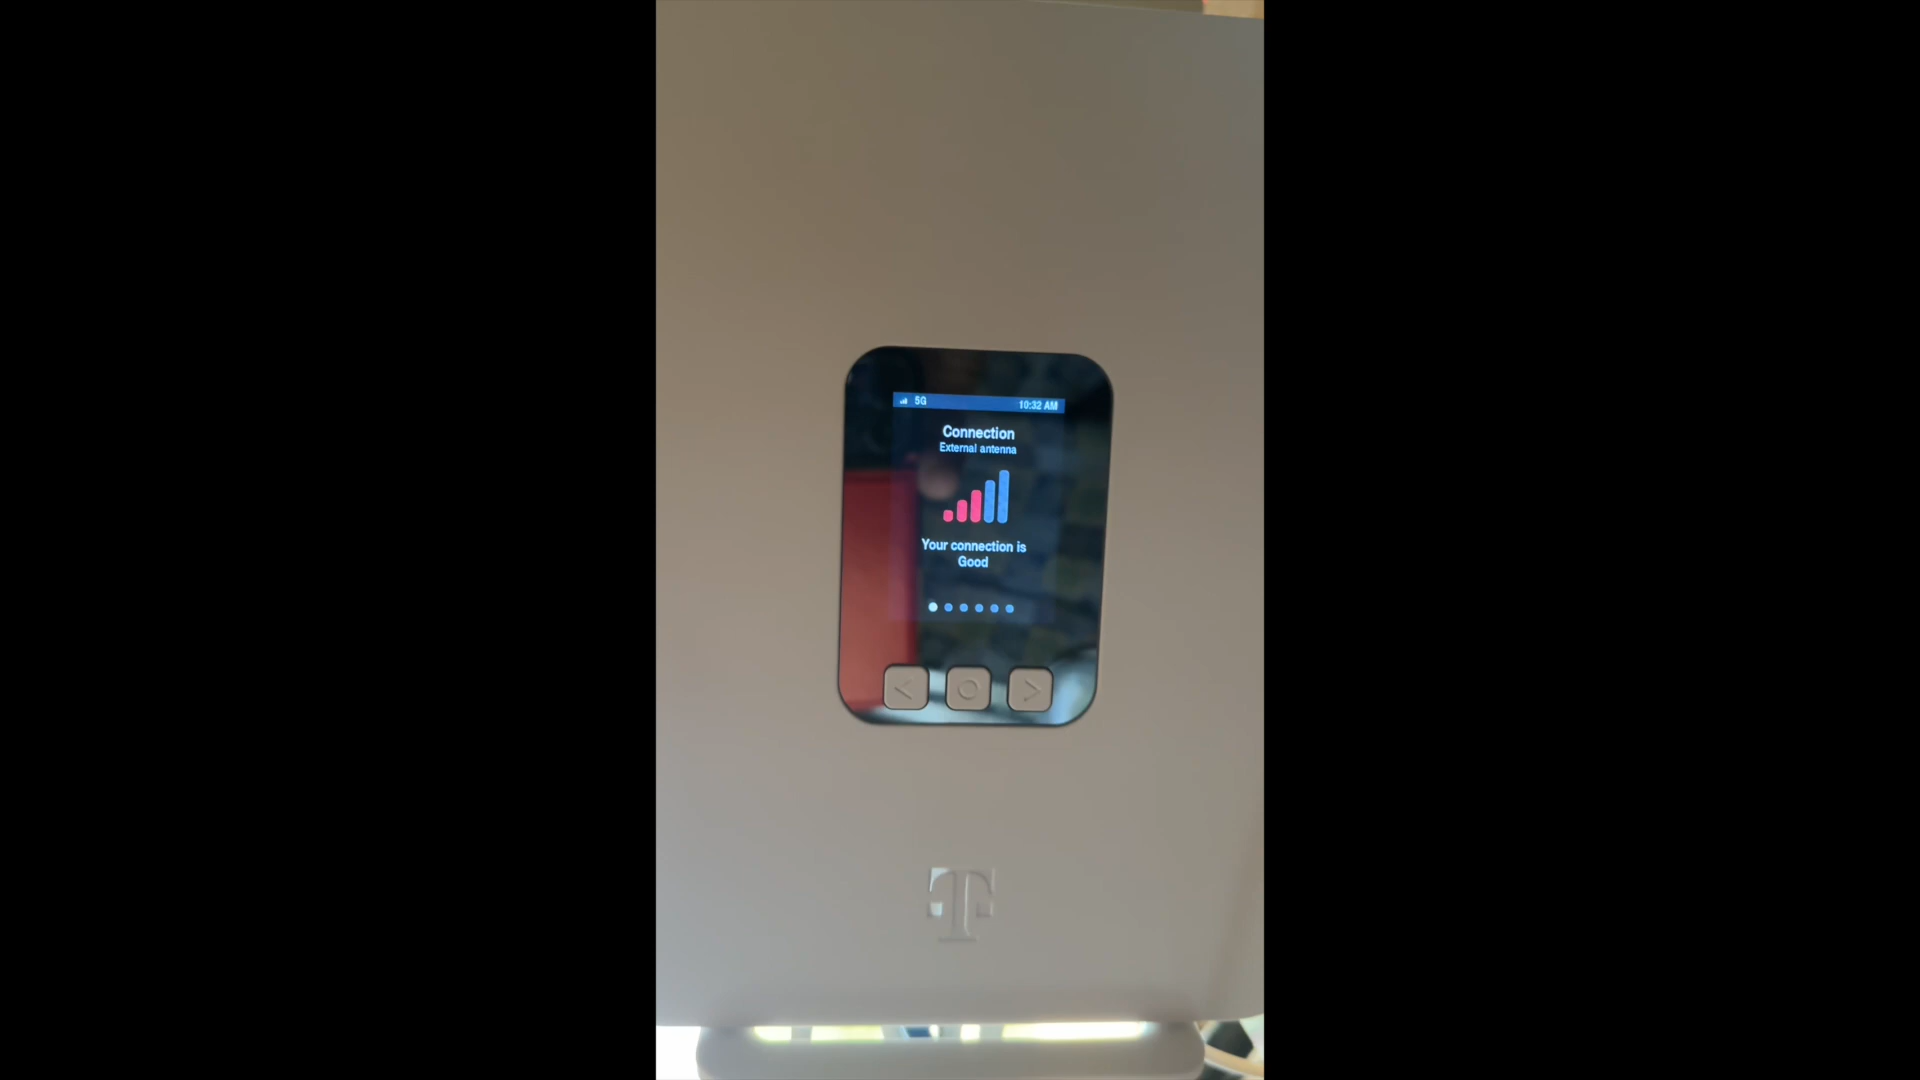 5G 10:32 AM
Connection
External antenna
Your connection is
Good
T